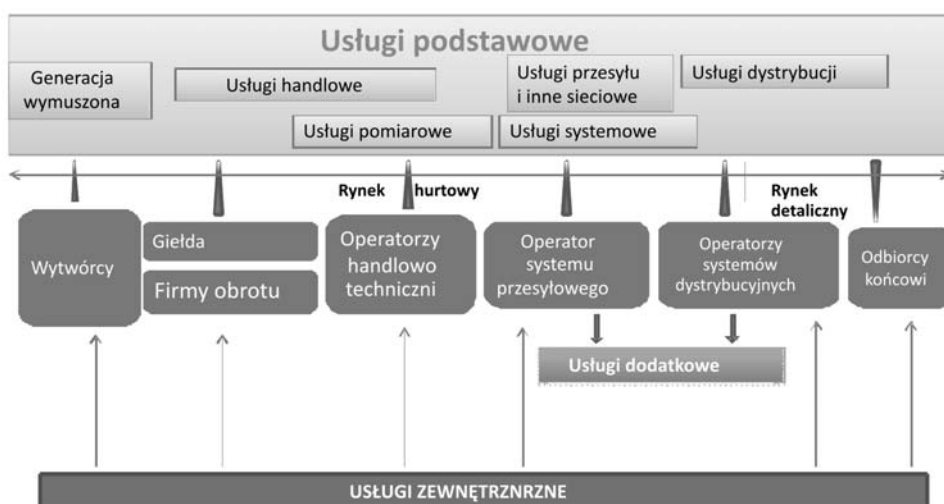 Usługi podstawowe
Generacja
wymuszona
Usługi handlowe
Usługi przesyłu
i inne sieciowe
Usługi dystrybucji
Usługi pomiarowe
Usługi systemowe
Rynek hurtowy
Rynek
detaliczny
Wytwórcy
Giełda
Firmy obrotu
Operatorzy
handlowo
techniczni
Operator
systemu
przesyłowego
Operatorzy
systemów
dystrybucyjnych
Odbiorcy
końcowi
Usługi dodatkowe
USŁUGI ZEWNĘTRZNRZNE